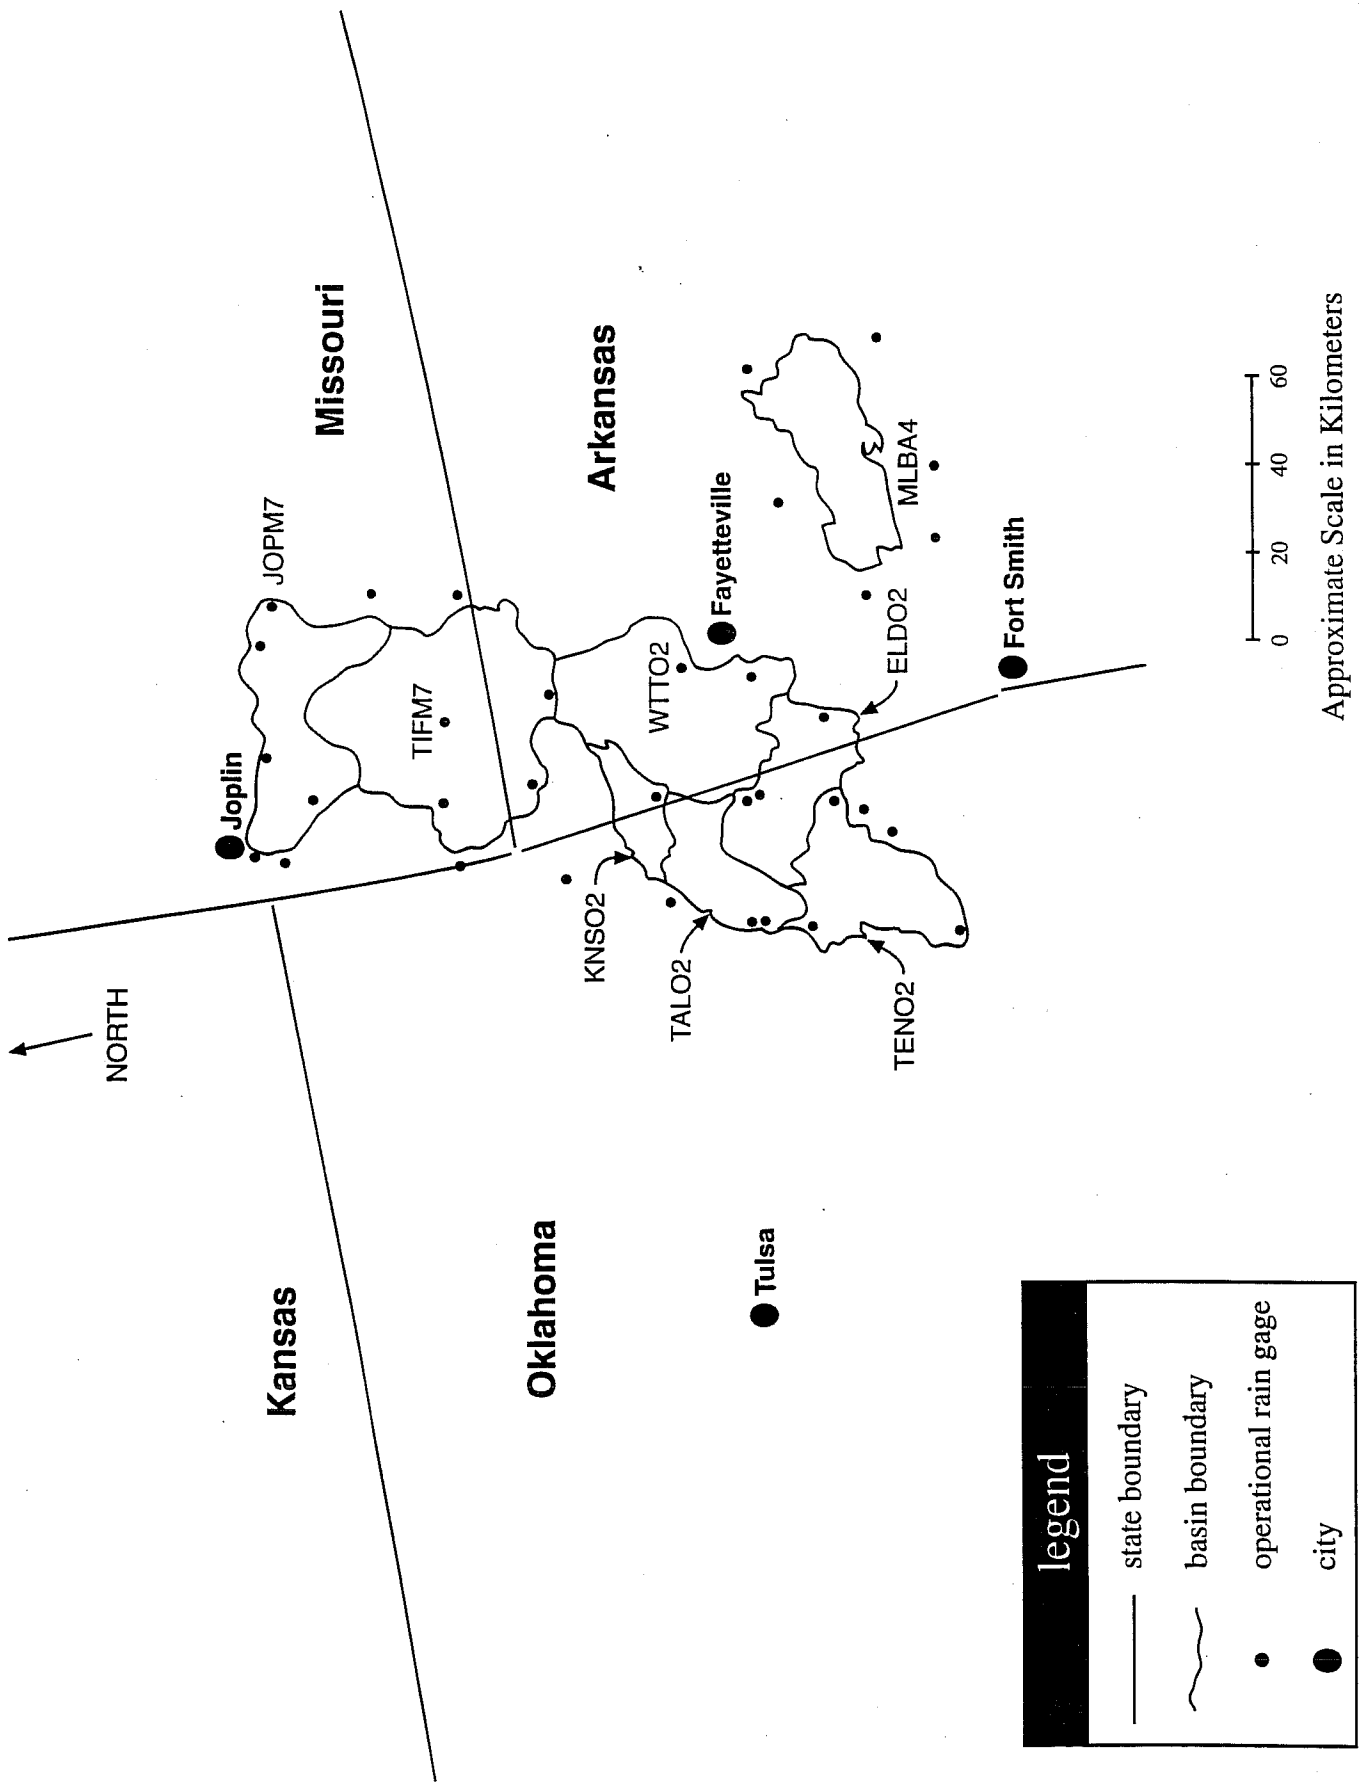 NORTH
Kansas
Missouri
Oklahoma
Arkansas
Joplin
JOPM7
TIFM7
WTTO2
KNSO2
TALO2
TENO2
ELDO2
MLBA4
Fayetteville
Fort Smith
Tulsa
legend
state boundary
basin boundary
operational rain gage
city
0 20 40 60
Approximate Scale in Kilometers